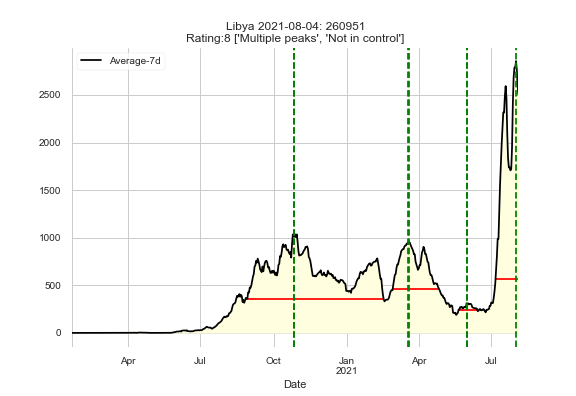 Libya 2021-08-04: 260951
Rating:8 ['Multiple peaks', 'Not in control']
Average-7d
2500
2000
1500
1000
500
0
Apr
Jul
Oct
Jan
2021
Apr
Jul
Date